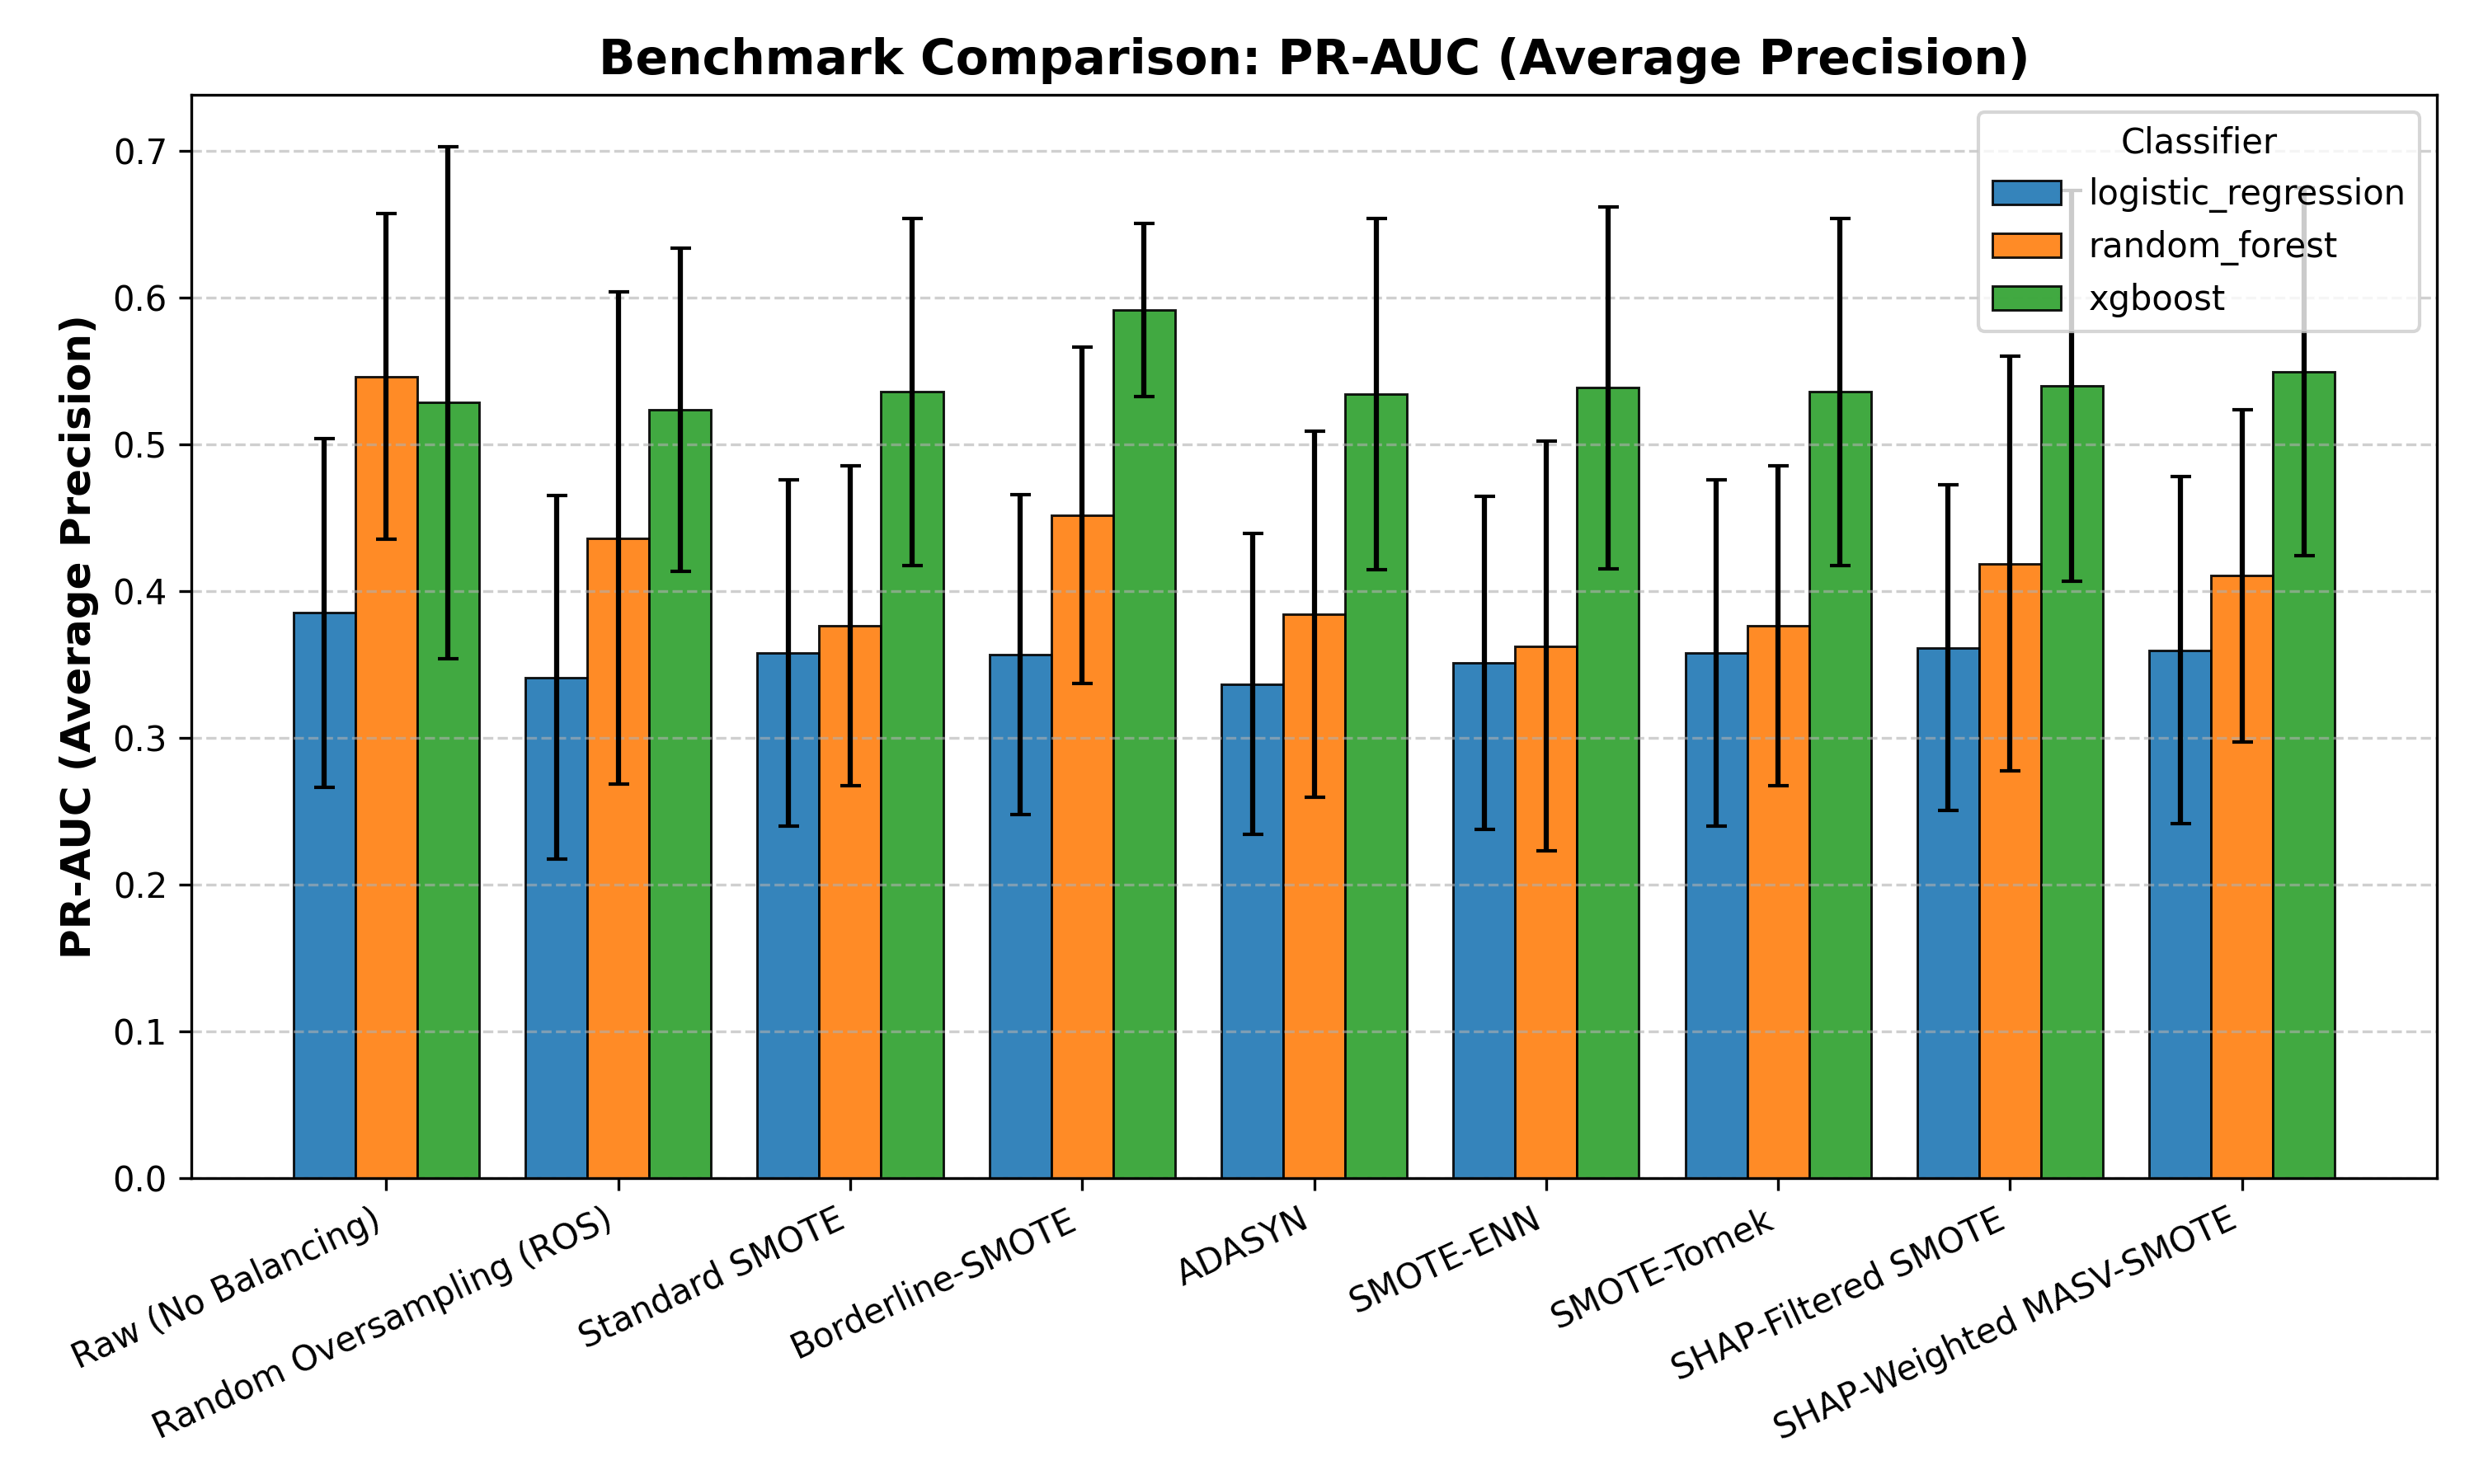 Benchmark Comparison: PR-AUC (Average Precision)
PR-AUC (Average Precision)
0.7
0.6
0.5
0.4
0.3
0.2
0.1
0.0
Classifier
logistic_regression
random_forest
xgboost
Raw (No Balancing)
Random Oversampling (ROS)
Standard SMOTE
Borderline-SMOTE
ADASYN
SMOTE-ENN
SMOTE-Tomek
SHAP-Filtered SMOTE
SHAP-Weighted MASV-SMOTE